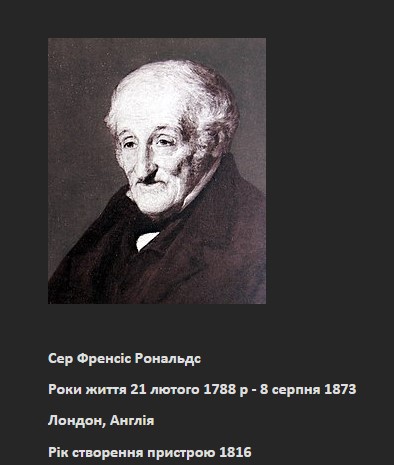 Сер Френсіс Рональдс
Роки життя 21 лютого 1788 р - 8 серпня 1873
Лондон, Англія
Рік створення пристрою 1816